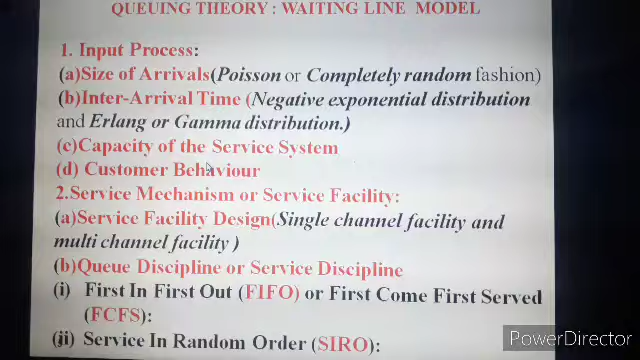 QUEUING THEORY : WAITING LINE MODEL
1. Input Process:
(a)Size of Arrivals(Poisson or Completely random fashion)
(b)Inter-Arrival Time (Negative exponential distribution
and Erlang or Gamma distribution.)
(c)Capacity of the Service System
(d) Customer Behaviour
2.Service Mechanism or Service Facility:
(a)Service Facility Design(Single channel facility and
multi channel facility )
(b)Queue Discipline or Service Discipline
(i) First In First Out (FIFO) or First Come First Served
(FCFS):
(ii) Service In Random Order (SIRO):
PowerDirector